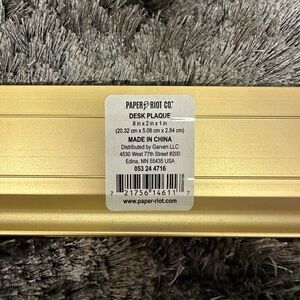 PAPER RIOT CO.™
DESK PLAQUE
8 in x 2 in x 1 in
(20.32 cm x 5.08 cm x 2.54 cm)
MADE IN CHINA
Distributed by Garven LLC
4530 West 77th Street #200
Edina, MN 55435 USA
053 24 4716
7 21756 14611 7
www.paper-riot.com